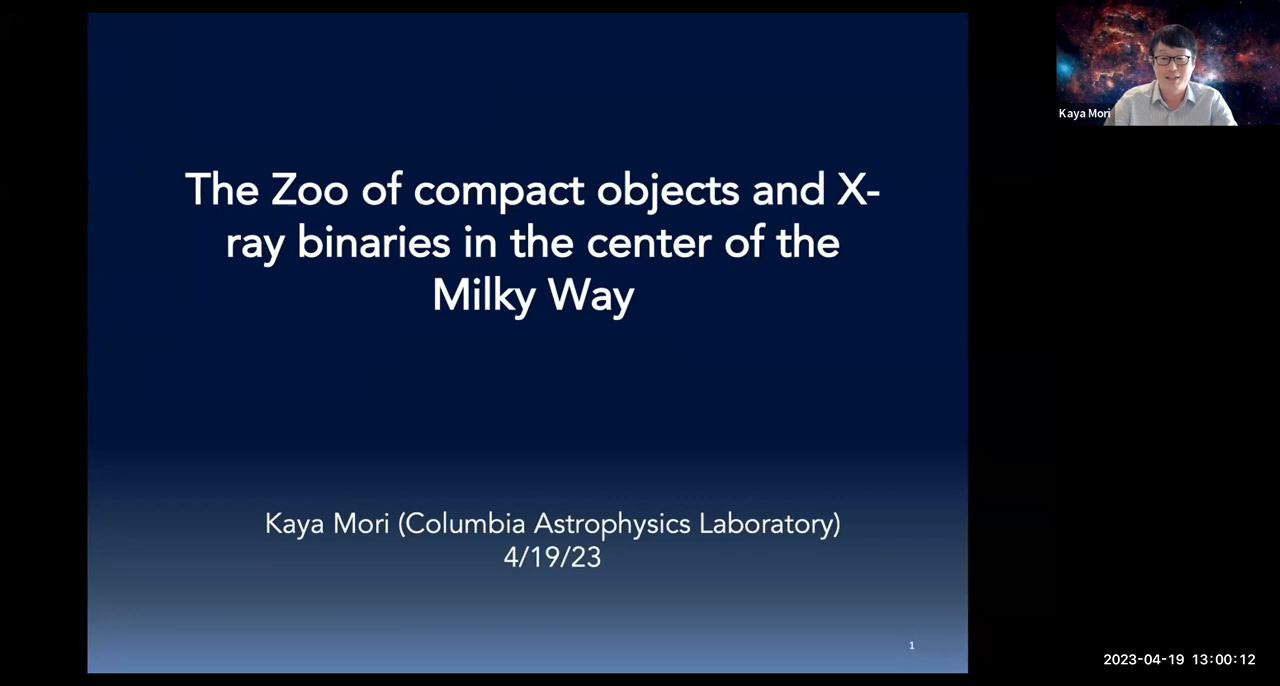 The Zoo of compact objects and X-
ray binaries in the center of the
Milky Way
Kaya Mori (Columbia Astrophysics Laboratory)
4/19/23
1
Kaya Mori
2023-04-19 13:00:12